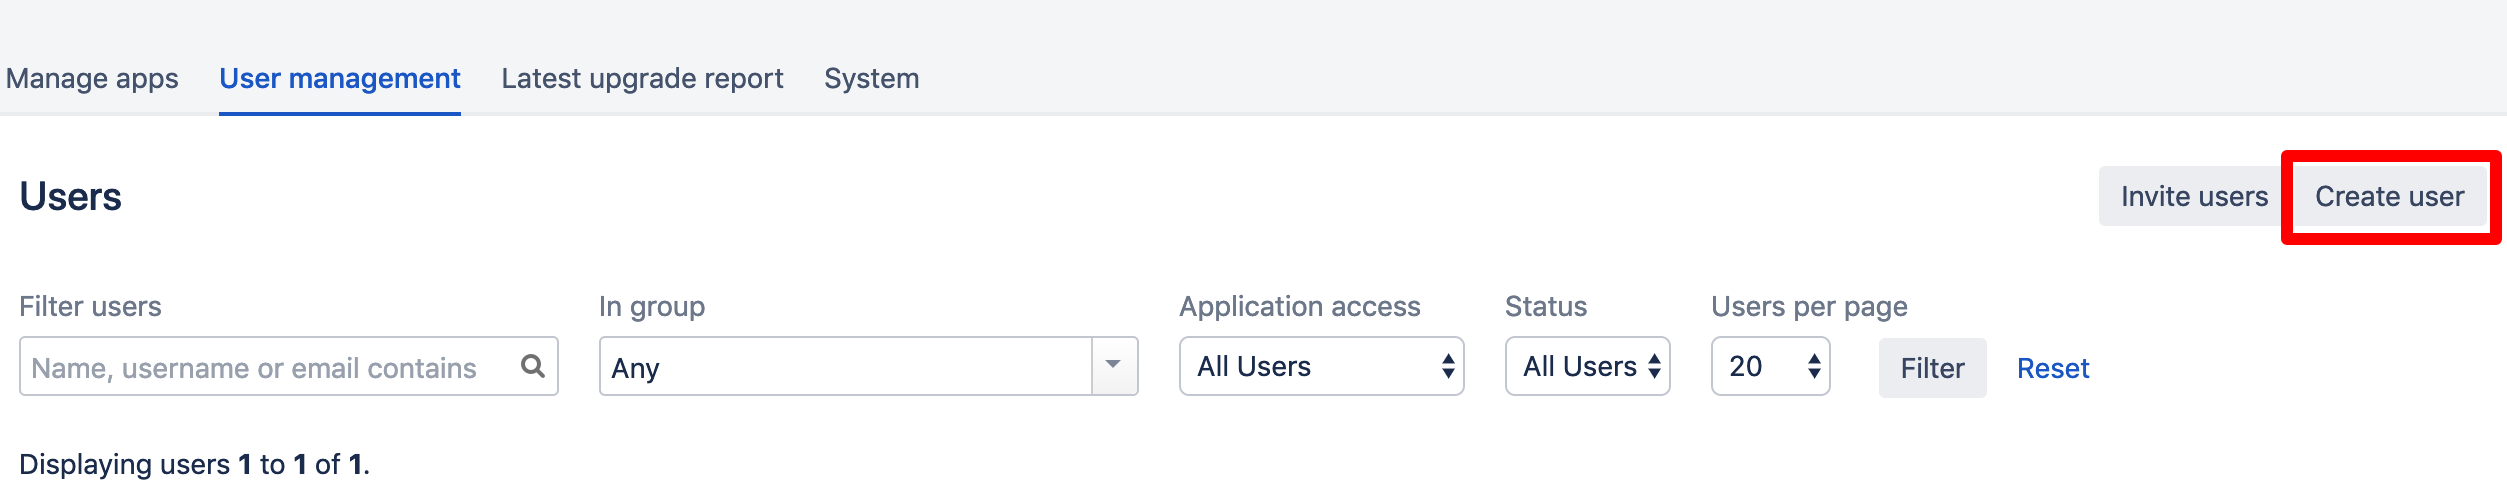 Manage apps User management Latest upgrade report System
Users Invite users Create user
Filter users In group Application access Status Users per page
Name, username or email contains Any All Users All Users 20 Filter Reset
Displaying users 1 to 1 of 1.